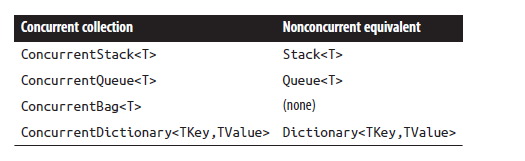 Concurrent collection Nonconcurrent equivalent
ConcurrentStack<T> Stack<T>
ConcurrentQueue<T> Queue<T>
ConcurrentBag<T> (none)
ConcurrentDictionary<TKey,TValue> Dictionary<TKey,TValue>